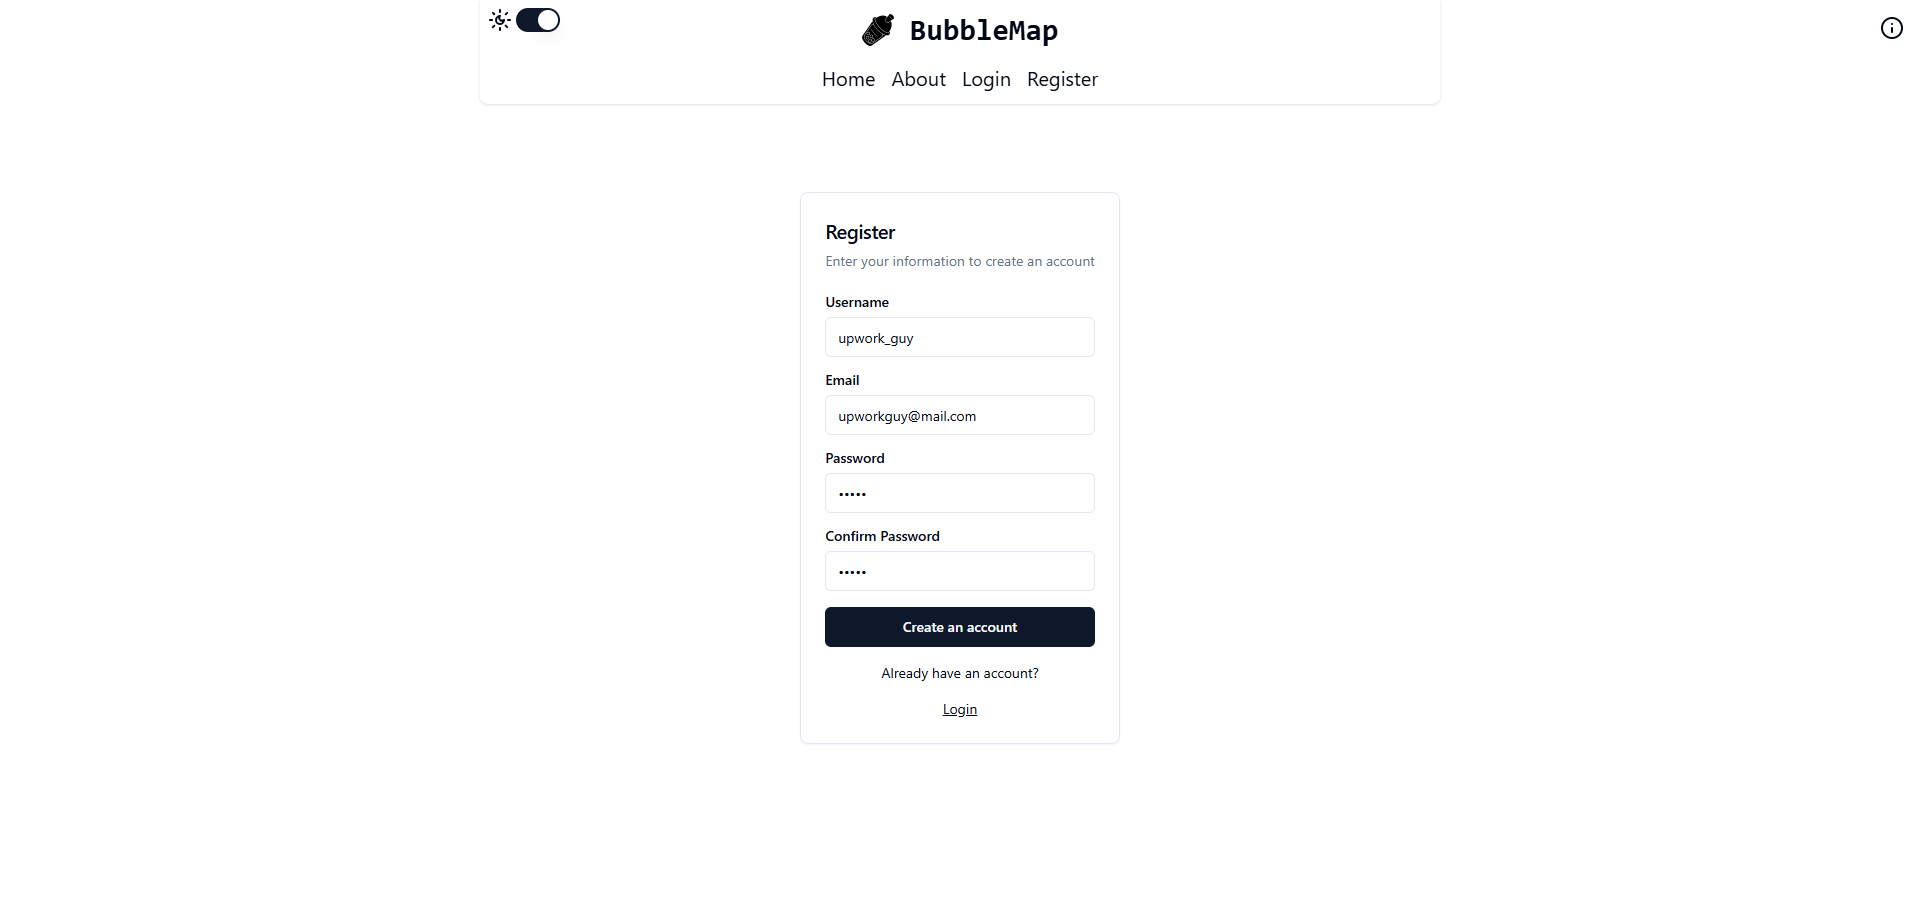 BubbleMap
Home About Login Register
Register
Enter your information to create an account
Username
upwork_guy
Email
upworkguy@mail.com
Password
•••••
Confirm Password
•••••
Create an account
Already have an account?
Login